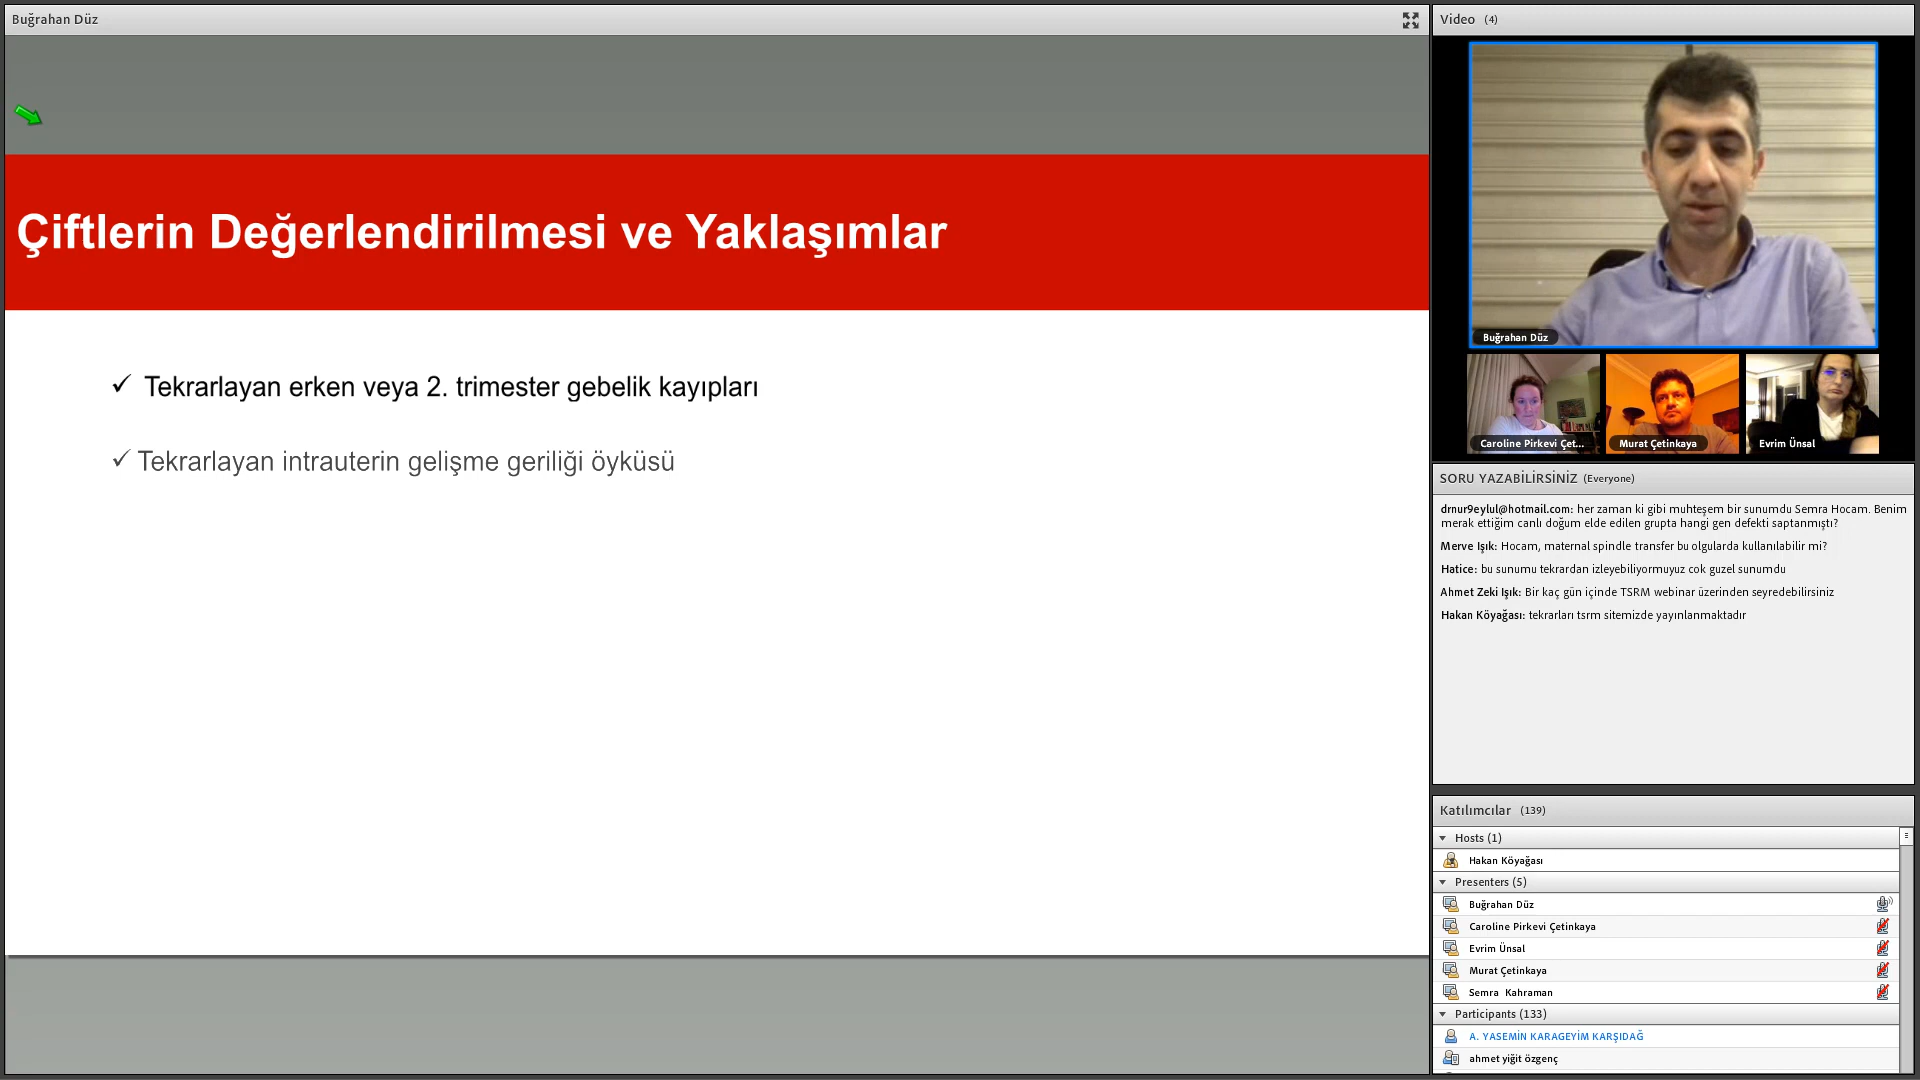 Buğrahan Düz
Çiftlerin Değerlendirilmesi ve Yaklaşımlar
✓ Tekrarlayan erken veya 2. trimester gebelik kayıpları
✓ Tekrarlayan intrauterin gelişme geriliği öyküsü
Video (4)
Buğrahan Düz
Caroline Pirkevi Çet...
Murat Çetinkaya
Evrim Ünsal
SORU YAZABİLİRSİNİZ (Everyone)
drnur9eylul@hotmail.com: her zaman ki gibi muhteşem bir sunumdu Semra Hocam. Benim
merak ettiğim canlı doğum elde edilen grupta hangi gen defekti saptanmıştı?
Merve Işık: Hocam, maternal spindle transfer bu olgularda kullanılabilir mi?
Hatice: bu sunumu tekrardan izleyebiliyormuyuz cok guzel sunumdu
Ahmet Zeki Işık: Bir kaç gün içinde TSRM webinar üzerinden seyredebilirsiniz
Hakan Köyağası: tekrarları tsrm sitemizde yayınlanmaktadır
Katılımcılar (139)
Hosts (1)
Hakan Köyağası
Presenters (5)
Buğrahan Düz
Caroline Pirkevi Çetinkaya
Evrim Ünsal
Murat Çetinkaya
Semra Kahraman
Participants (133)
A. YASEMİN KARAGEYİM KARŞIDAĞ
ahmet yiğit özgenç